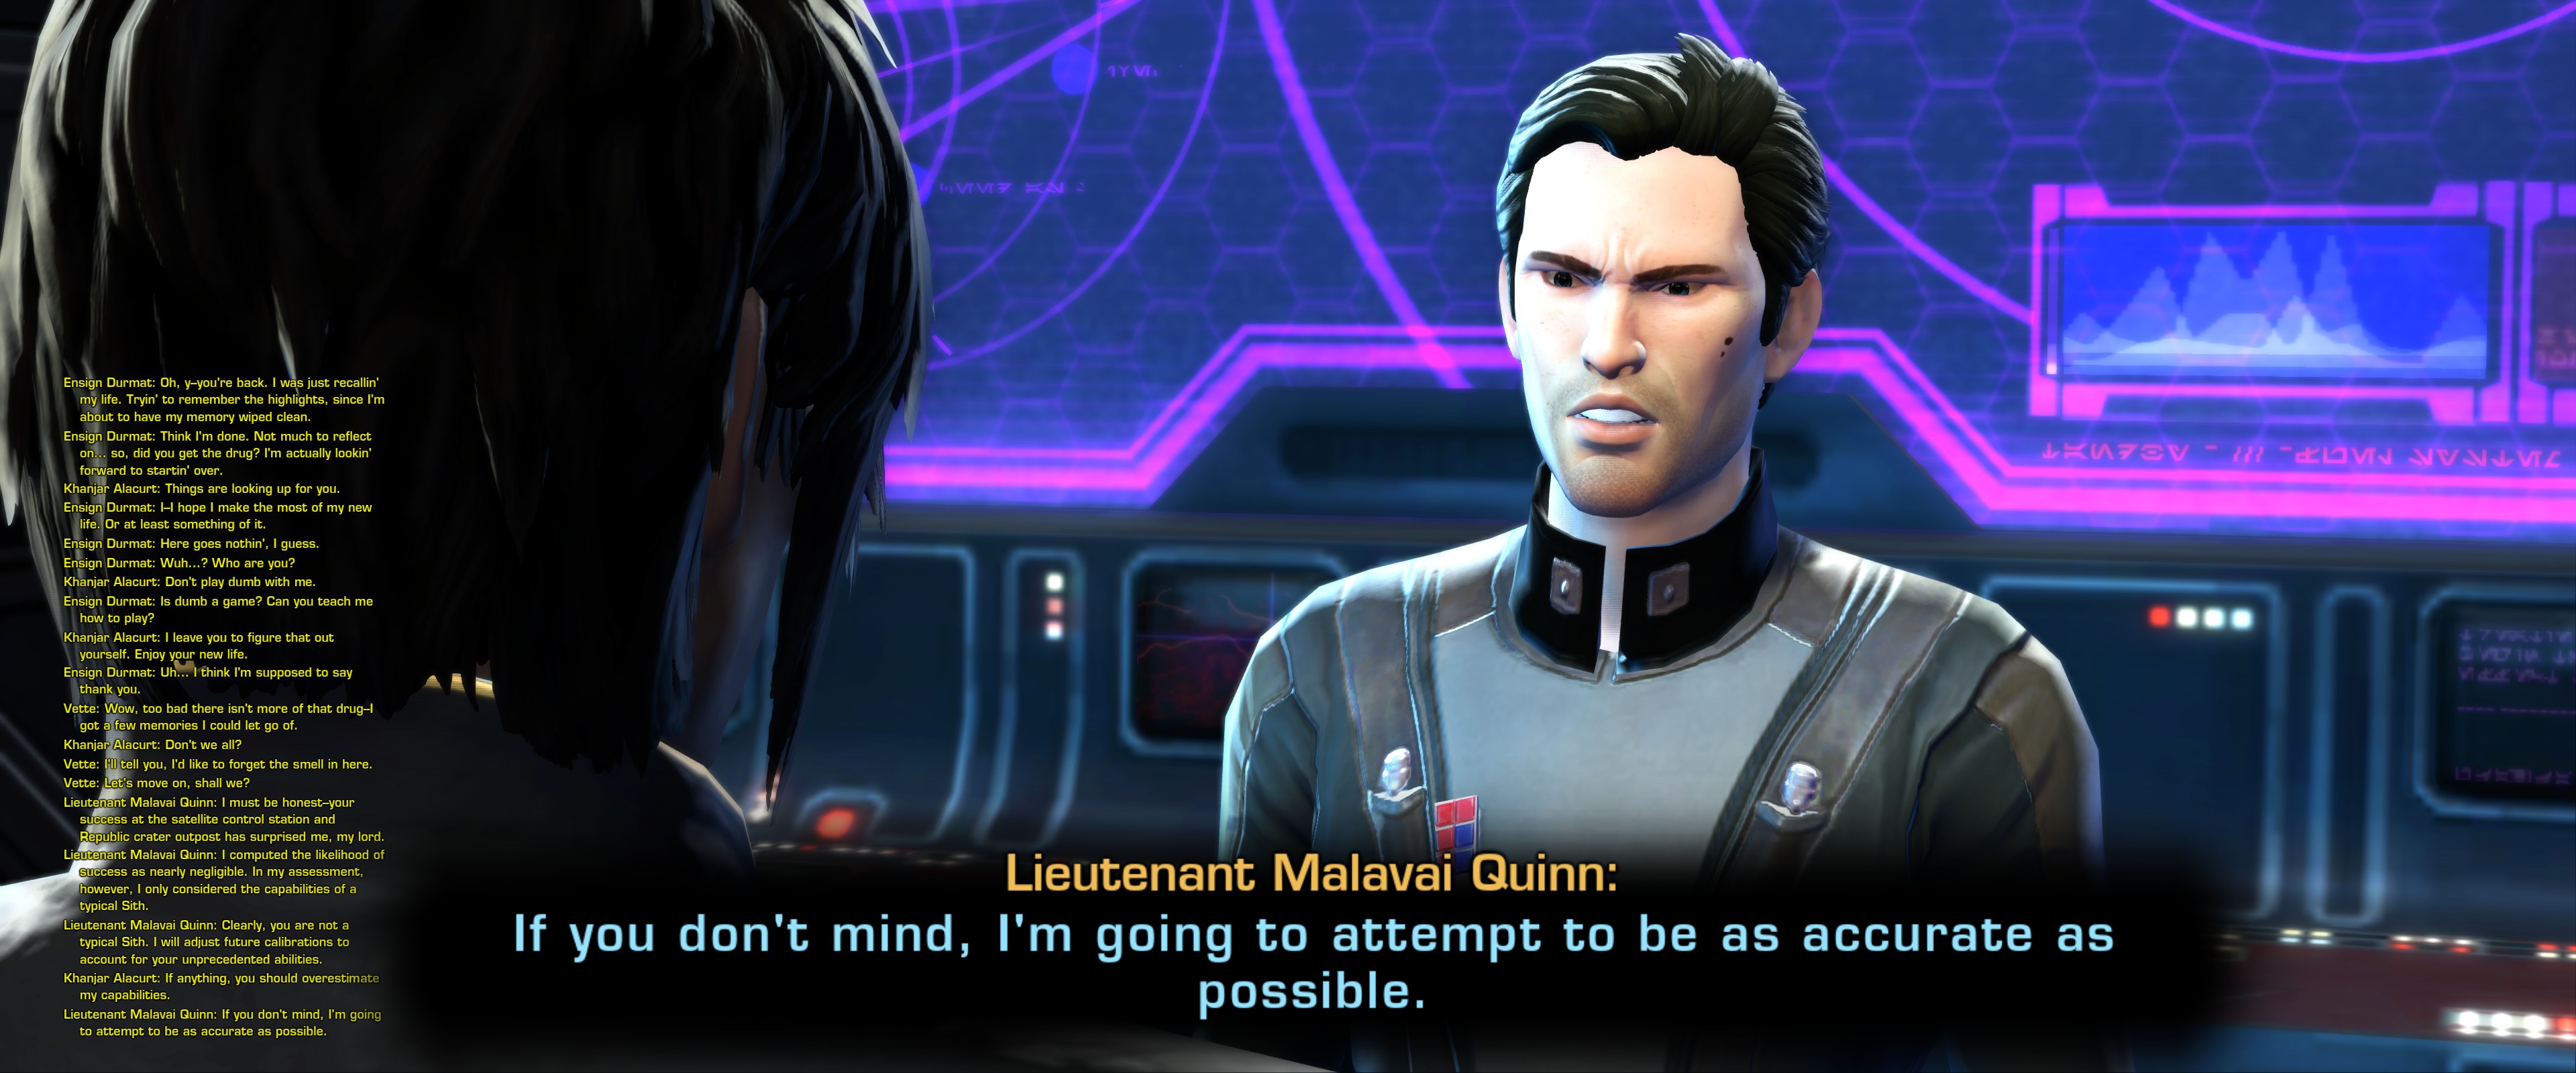 Ensign Durmat: Oh, y–you're back. I was just recallin'
my life. Tryin' to remember the highlights, since I'm
about to have my memory wiped clean.
Ensign Durmat: Think I'm done. Not much to reflect
on... so, did you get the drug? I'm actually lookin'
forward to startin' over.
Khanjar Alacurt: Things are looking up for you.
Ensign Durmat: I–I hope I make the most of my new
life. Or at least something of it.
Ensign Durmat: Here goes nothin', I guess.
Ensign Durmat: Wuh...? Who are you?
Khanjar Alacurt: Don't play dumb with me.
Ensign Durmat: Is dumb a game? Can you teach me
how to play?
Khanjar Alacurt: I leave you to figure that out
yourself. Enjoy your new life.
Ensign Durmat: Uh... I think I'm supposed to say
thank you.
Vette: Wow, too bad there isn't more of that drug–I
got a few memories I could let go of.
Khanjar Alacurt: Don't we all?
Vette: I'll tell you, I'd like to forget the smell in here.
Vette: Let's move on, shall we?
Lieutenant Malavai Quinn: I must be honest–your
success at the satellite control station and
Republic crater outpost has surprised me, my lord.
Lieutenant Malavai Quinn: I computed the likelihood of
success as nearly negligible. In my assessment,
however, I only considered the capabilities of a
typical Sith.
Lieutenant Malavai Quinn: Clearly, you are not a
typical Sith. I will adjust future calibrations to
account for your unprecedented abilities.
Khanjar Alacurt: If anything, you should overestimate
my capabilities.
Lieutenant Malavai Quinn: If you don't mind, I'm going
to attempt to be as accurate as possible.
Lieutenant Malavai Quinn:
If you don't mind, I'm going to attempt to be as accurate as
possible.